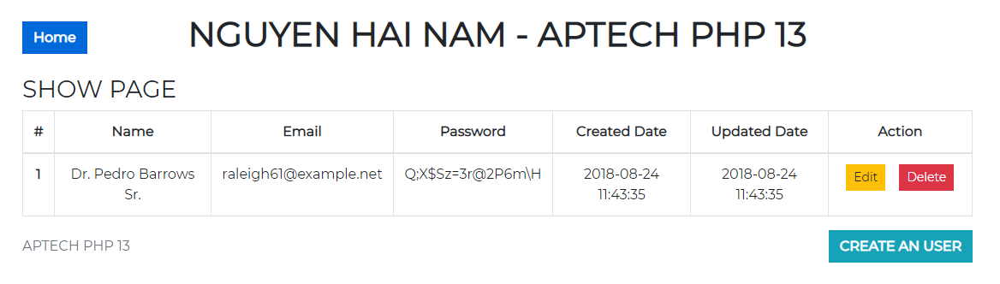 Home
NGUYEN HAI NAM - APTECH PHP 13
SHOW PAGE
# Name Email Password Created Date Updated Date Action
1 Dr. Pedro Barrows raleigh61@example.net Q;X$Sz=3r@2P6m\H 2018-08-24 2018-08-24 Edit Delete
Sr. 11:43:35 11:43:35
APTECH PHP 13
CREATE AN USER